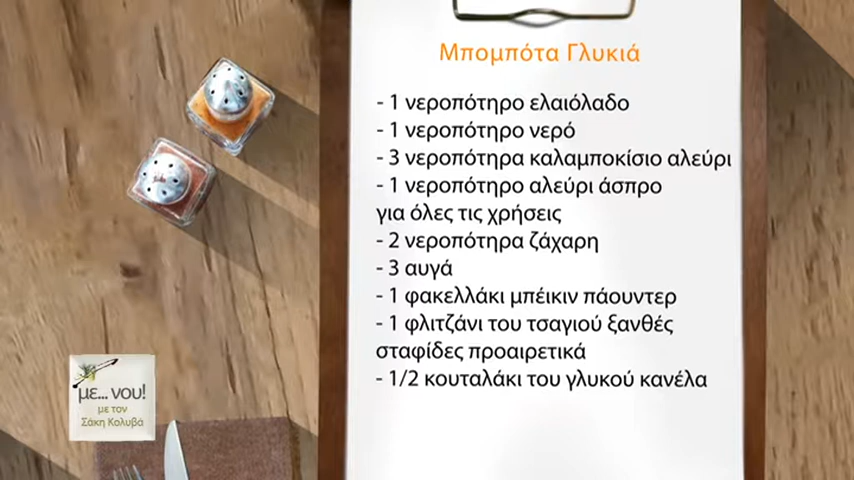 Μπομπότα Γλυκιά
- 1 νεροπότηρο ελαιόλαδο
- 1 νεροπότηρο νερό
- 3 νεροπότηρα καλαμποκίσιο αλεύρι
- 1 νεροπότηρο αλεύρι άσπρο
για όλες τις χρήσεις
- 2 νεροπότηρα ζάχαρη
- 3 αυγά
- 1 φακελλάκι μπέικιν πάουντερ
- 1 φλιτζάνι του τσαγιού ξανθές
σταφίδες προαιρετικά
- 1/2 κουταλάκι του γλυκού κανέλα
με... νου!
με τον
Σάκη Κολυβά